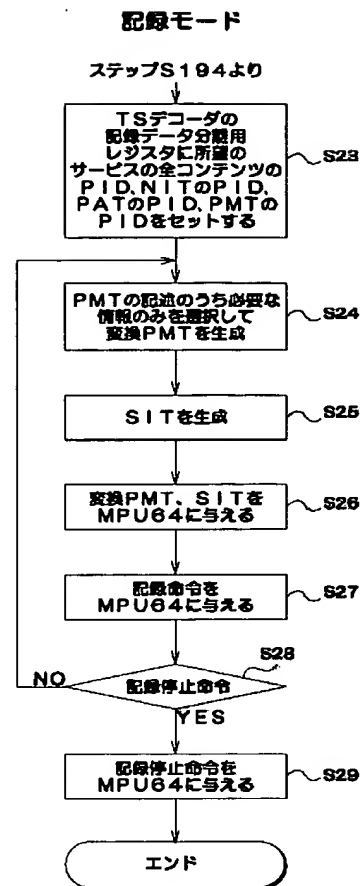 記録モード
ステップS194より
TSデコーダの
記録データ分離用
レジスタに所望の
サービスの全コンテンツの
PID、NITのPID、
PATのPID、PMTの
PIDをセットする
S23
PMTの記述のうち必要な
情報のみを選択して
変換PMTを生成
S24
SITを生成
S25
変換PMT、SITを
MPU64に与える
S26
記録命令を
MPU64に与える
S27
S28
NO
記録停止命令
YES
記録停止命令を
MPU64に与える
S29
エンド